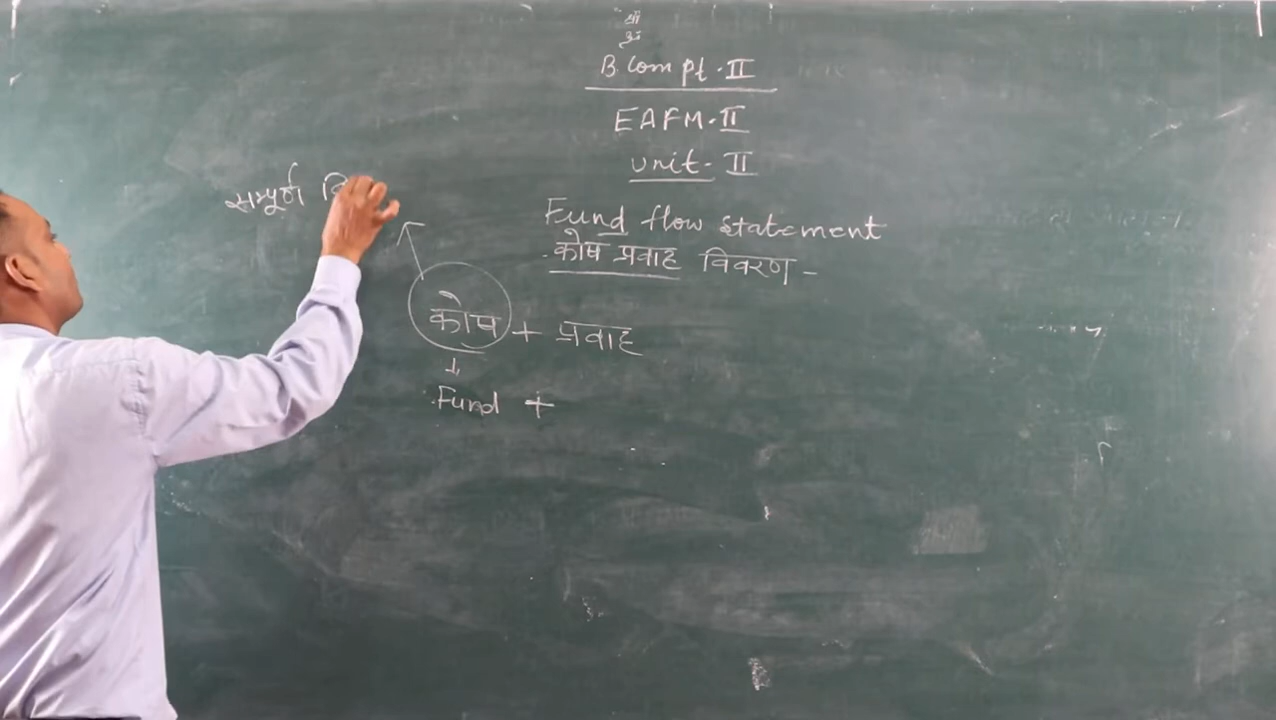 श्री
B. Com pt. II
EAFM. II
Unit. II
Fund flow statement
कोष प्रवाह विवरण -
सम्पूर्ण वि
कोष + प्रवाह
↓
Fund +